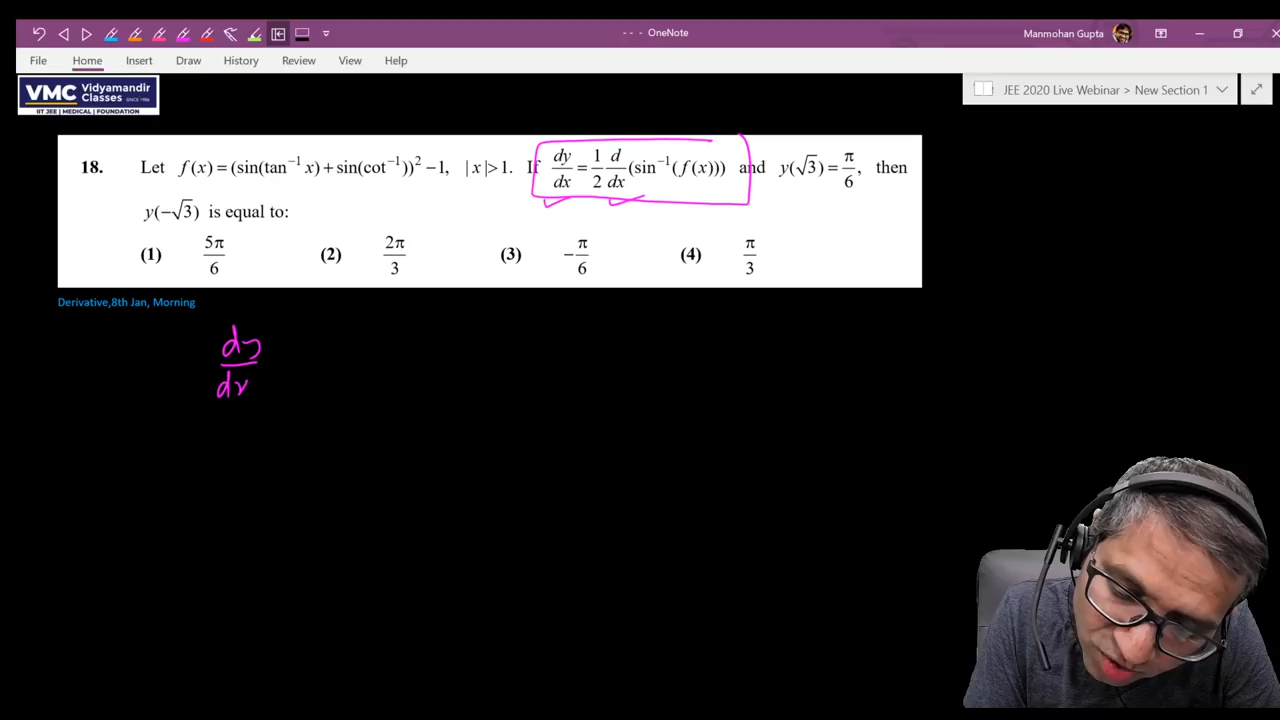 - - - OneNote
Manmohan Gupta
File Home Insert Draw History Review View Help
VMC Vidyamandir Classes SINCE 1986
IIT JEE | MEDICAL | FOUNDATION
JEE 2020 Live Webinar > New Section 1
18. Let f(x) = (sin(tan⁻¹ x) + sin(cot⁻¹))² − 1, | x |> 1. If dy/dx = 1/2 d/dx (sin⁻¹(f(x))) and y(√3) = π/6, then
y(−√3) is equal to:
(1) 5π/6 (2) 2π/3 (3) −π/6 (4) π/3
Derivative,8th Jan, Morning
dy/dx